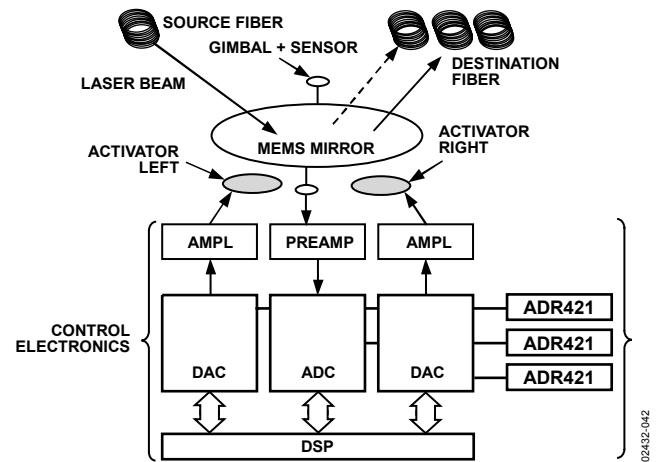 SOURCE FIBER
GIMBAL + SENSOR
LASER BEAM
DESTINATION
FIBER
MEMS MIRROR
ACTIVATOR
LEFT
ACTIVATOR
RIGHT
AMPL
PREAMP
AMPL
CONTROL
ELECTRONICS
DAC
ADC
DAC
ADR421
ADR421
ADR421
DSP
02432-042